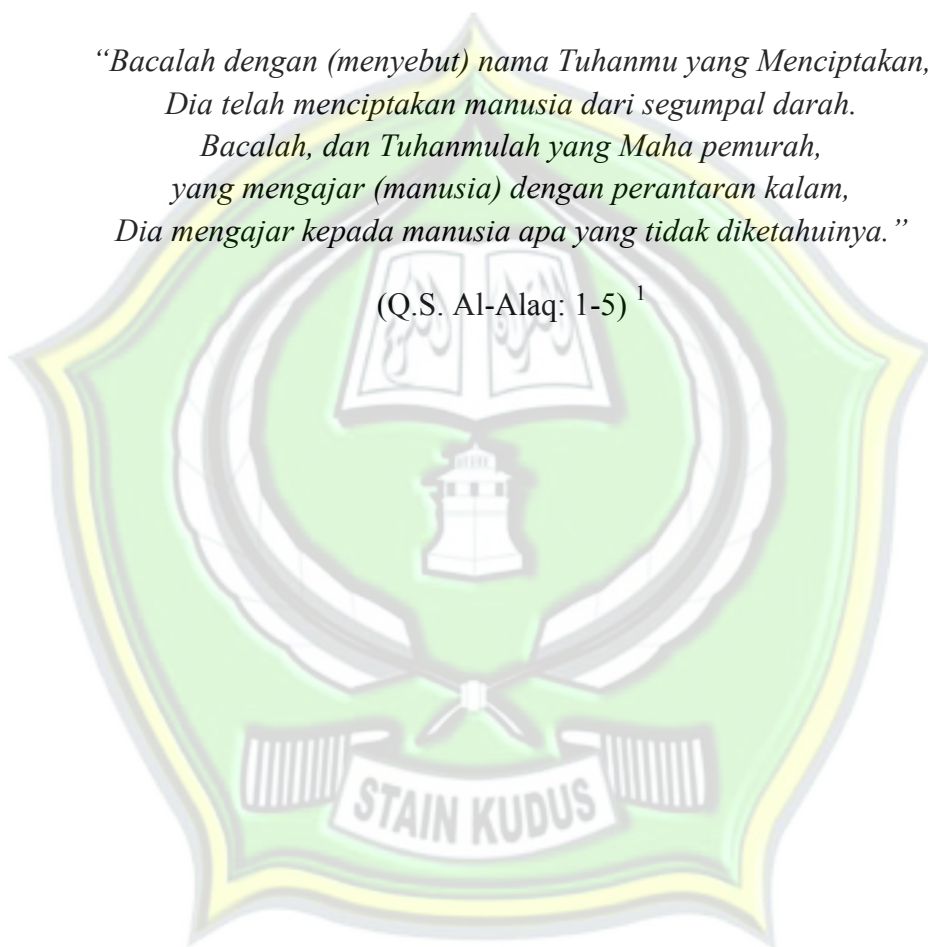 “Bacalah dengan (menyebut) nama Tuhanmu yang Menciptakan,
Dia telah menciptakan manusia dari segumpal darah.
Bacalah, dan Tuhanmulah yang Maha pemurah,
yang mengajar (manusia) dengan perantaran kalam,
Dia mengajar kepada manusia apa yang tidak diketahuinya.”
(Q.S. Al-Alaq: 1-5) 1
STAIN KUDUS